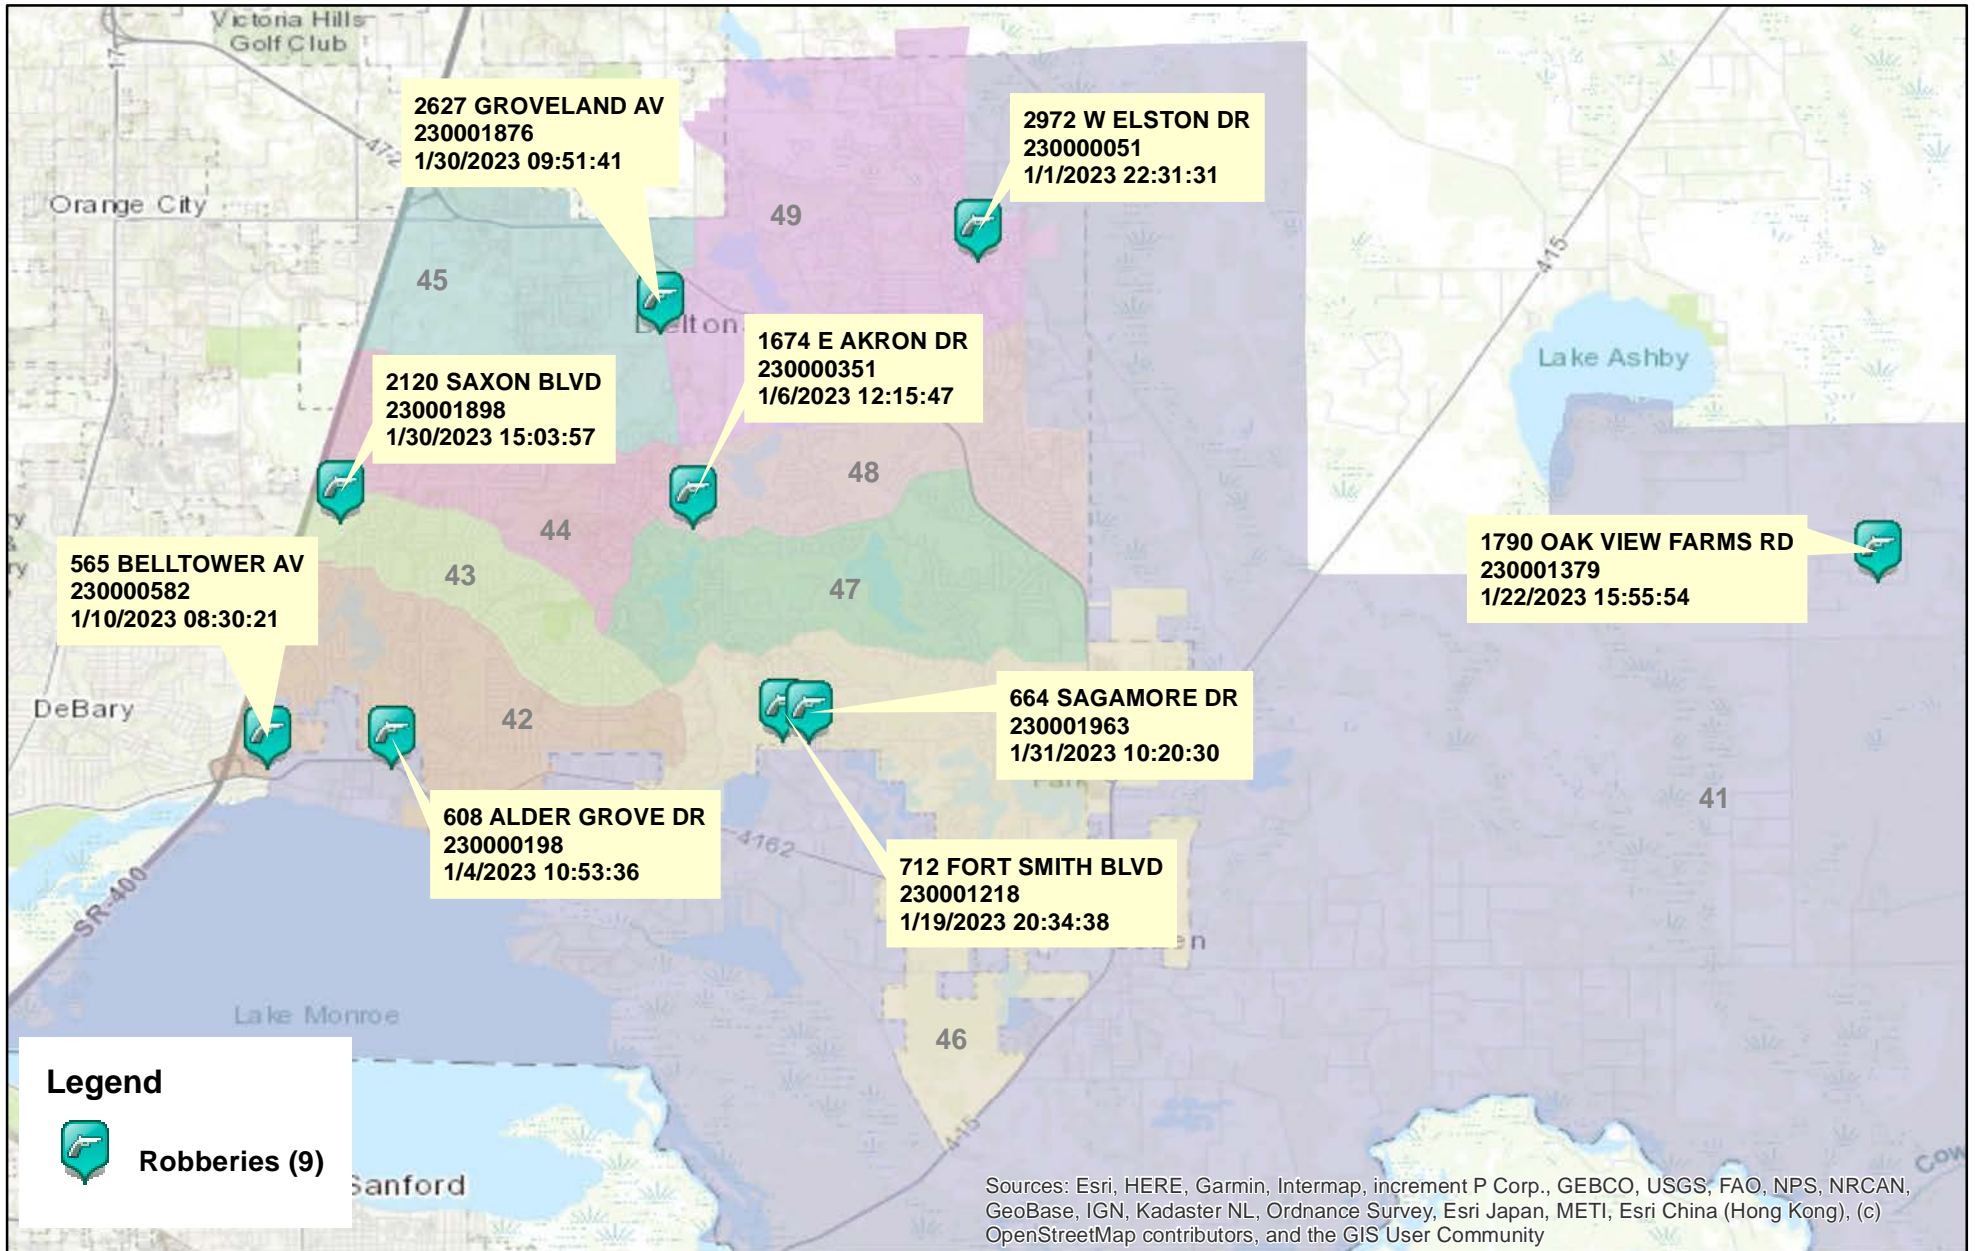 Victoria Hills
Golf Club
17
472
Orange City
2627 GROVELAND AV
230001876
1/30/2023 09:51:41
2972 W ELSTON DR
230000051
1/1/2023 22:31:31
49
45
415
Delton
1674 E AKRON DR
230000351
1/6/2023 12:15:47
Lake Ashby
2120 SAXON BLVD
230001898
1/30/2023 15:03:57
48
44
565 BELLTOWER AV
230000582
1/10/2023 08:30:21
43
47
1790 OAK VIEW FARMS RD
230001379
1/22/2023 15:55:54
DeBary
42
664 SAGAMORE DR
230001963
1/31/2023 10:20:30
41
608 ALDER GROVE DR
230000198
1/4/2023 10:53:36
4162
712 FORT SMITH BLVD
230001218
1/19/2023 20:34:38
SR-400
Lake Monroe
46
415
Legend
Robberies (9)
Sanford
Cow
Sources: Esri, HERE, Garmin, Intermap, increment P Corp., GEBCO, USGS, FAO, NPS, NRCAN,
GeoBase, IGN, Kadaster NL, Ordnance Survey, Esri Japan, METI, Esri China (Hong Kong), (c)
OpenStreetMap contributors, and the GIS User Community